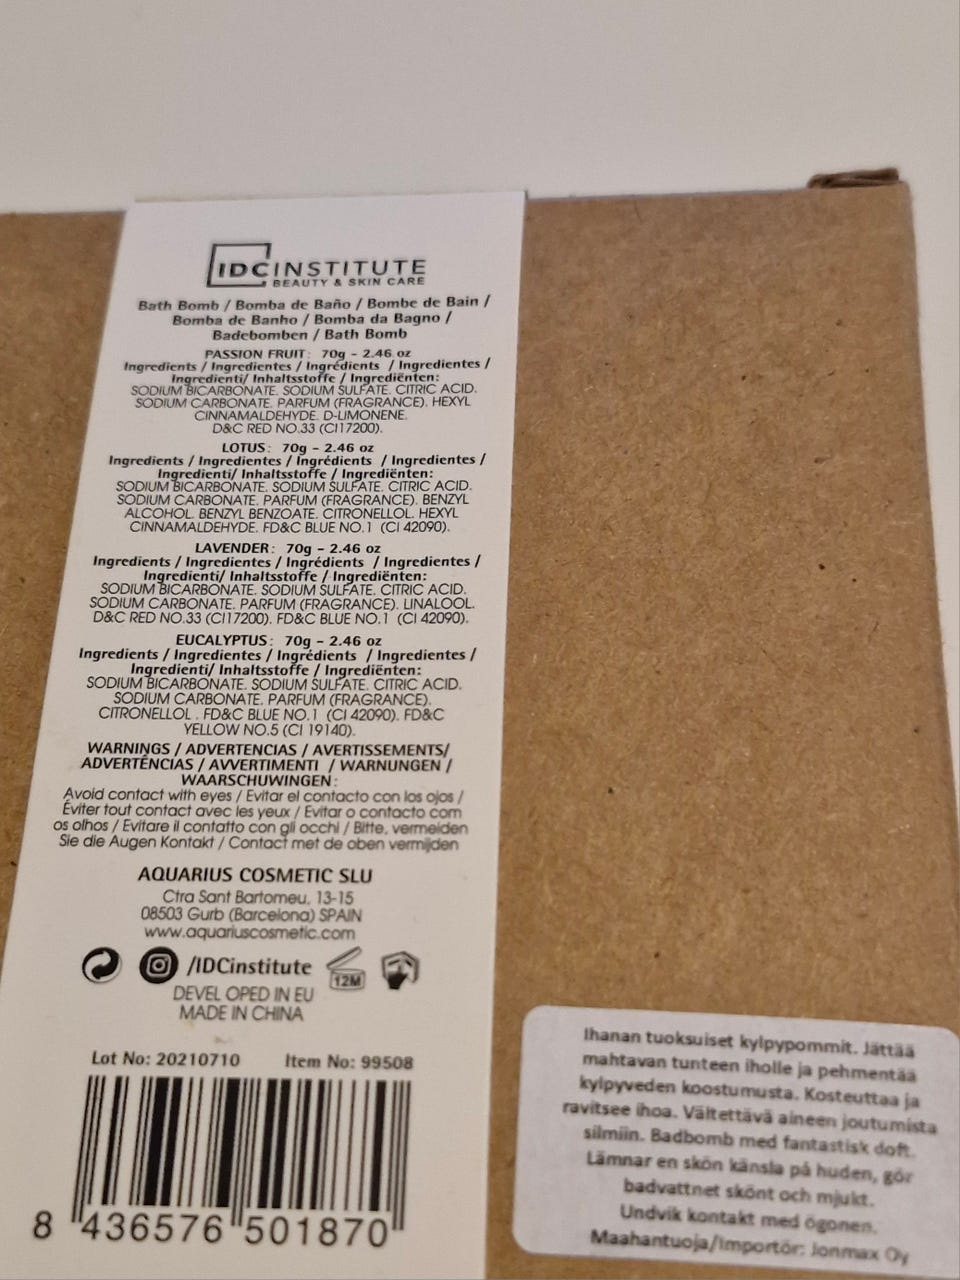 IDC INSTITUTE
BEAUTY & SKIN CARE
Bath Bomb / Bomba de Baño / Bombe de Bain /
Bomba de Banho / Bomba da Bagno /
Badebomben / Bath Bomb
PASSION FRUIT: 70g - 2.46 oz
Ingredients / Ingredientes / Ingrédients / Ingredientes /
Ingredienti/ Inhaltsstoffe / Ingrediënten:
SODIUM BICARBONATE. SODIUM SULFATE. CITRIC ACID.
SODIUM CARBONATE. PARFUM (FRAGRANCE). HEXYL
CINNAMALDEHYDE. D-LIMONENE.
D&C RED NO.33 (CI17200).
LOTUS: 70g - 2.46 oz
Ingredients / Ingredientes / Ingrédients / Ingredientes /
Ingredienti/ Inhaltsstoffe / Ingrediënten:
SODIUM BICARBONATE. SODIUM SULFATE. CITRIC ACID.
SODIUM CARBONATE. PARFUM (FRAGRANCE). BENZYL
ALCOHOL. BENZYL BENZOATE. CITRONELLOL. HEXYL
CINNAMALDEHYDE. FD&C BLUE NO.1 (CI 42090).
LAVENDER: 70g - 2.46 oz
Ingredients / Ingredientes / Ingrédients / Ingredientes /
Ingredienti/ Inhaltsstoffe / Ingrediënten:
SODIUM BICARBONATE. SODIUM SULFATE. CITRIC ACID.
SODIUM CARBONATE. PARFUM (FRAGRANCE). LINALOOL.
D&C RED NO.33 (CI17200). FD&C BLUE NO.1 (CI 42090).
EUCALYPTUS: 70g - 2.46 oz
Ingredients / Ingredientes / Ingrédients / Ingredientes /
Ingredienti/ Inhaltsstoffe / Ingrediënten:
SODIUM BICARBONATE. SODIUM SULFATE. CITRIC ACID.
SODIUM CARBONATE. PARFUM (FRAGRANCE).
CITRONELLOL . FD&C BLUE NO.1 (CI 42090). FD&C
YELLOW NO.5 (CI 19140).
WARNINGS / ADVERTENCIAS / AVERTISSEMENTS/
ADVERTÊNCIAS / AVVERTIMENTI / WARNUNGEN /
WAARSCHUWINGEN:
Avoid contact with eyes / Evitar el contacto con los ojos /
Éviter tout contact avec les yeux / Evitar o contacto com
os olhos / Evitare il contatto con gli occhi / Bitte, vermeiden
Sie die Augen Kontakt / Contact met de oben vermijden
AQUARIUS COSMETIC SLU
Ctra Sant Bartomeu, 13-15
08503 Gurb (Barcelona) SPAIN
www.aquariuscosmetic.com
/IDCinstitute
12M
DEVEL OPED IN EU
MADE IN CHINA
Lot No: 20210710 Item No: 99508
8 436576 501870
Ihanan tuoksuiset kylpypommit. Jättää
mahtavan tunteen iholle ja pehmentää
kylpyveden koostumusta. Kosteuttaa ja
ravitsee ihoa. Vältettävä aineen joutumista
silmiin. Badbomb med fantastisk doft.
Lämnar en skön känsla på huden, gör
badvattnet skönt och mjukt.
Undvik kontakt med ögonen.
Maahantuoja/Importör: Jonmax Oy